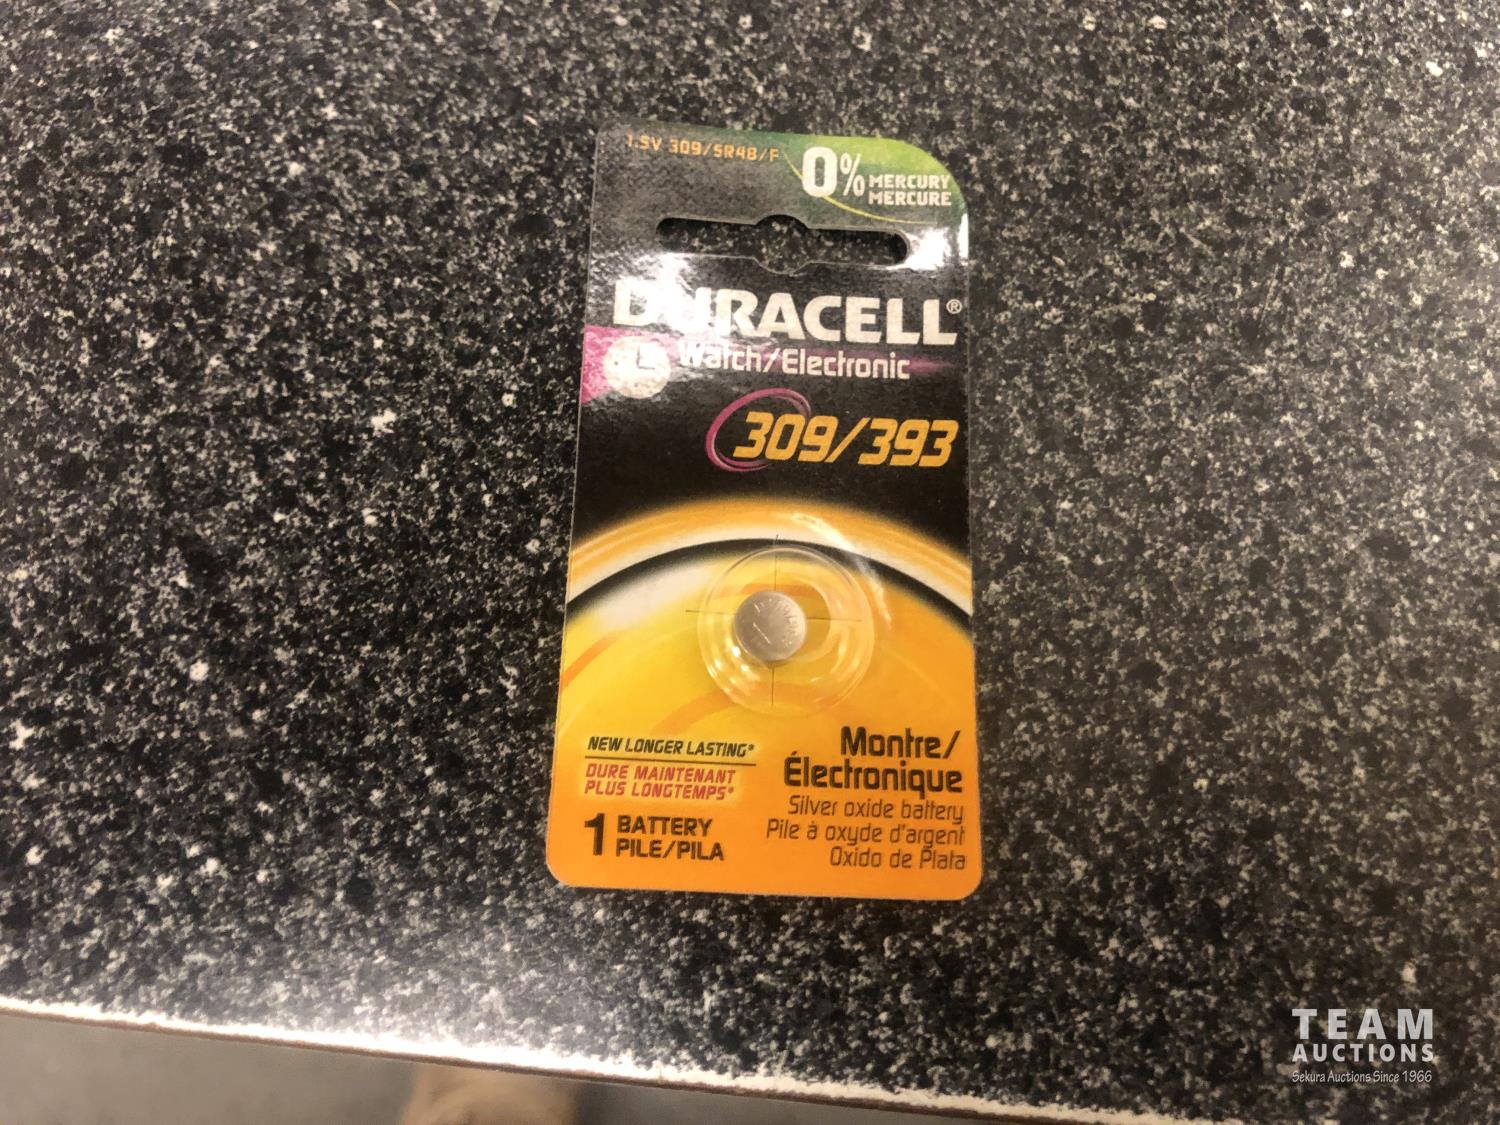 1.5V 309/SR48/F
0% MERCURY
MERCURE
DURACELL®
Watch/Electronic
309/393
NEW LONGER LASTING*
DURE MAINTENANT
PLUS LONGTEMPS*
1 BATTERY
PILE/PILA
Montre/
Électronique
Silver oxide battery
Pile à oxyde d'argent
Oxido de Plata
TEAM
AUCTIONS
Sekura Auctions Since 1966